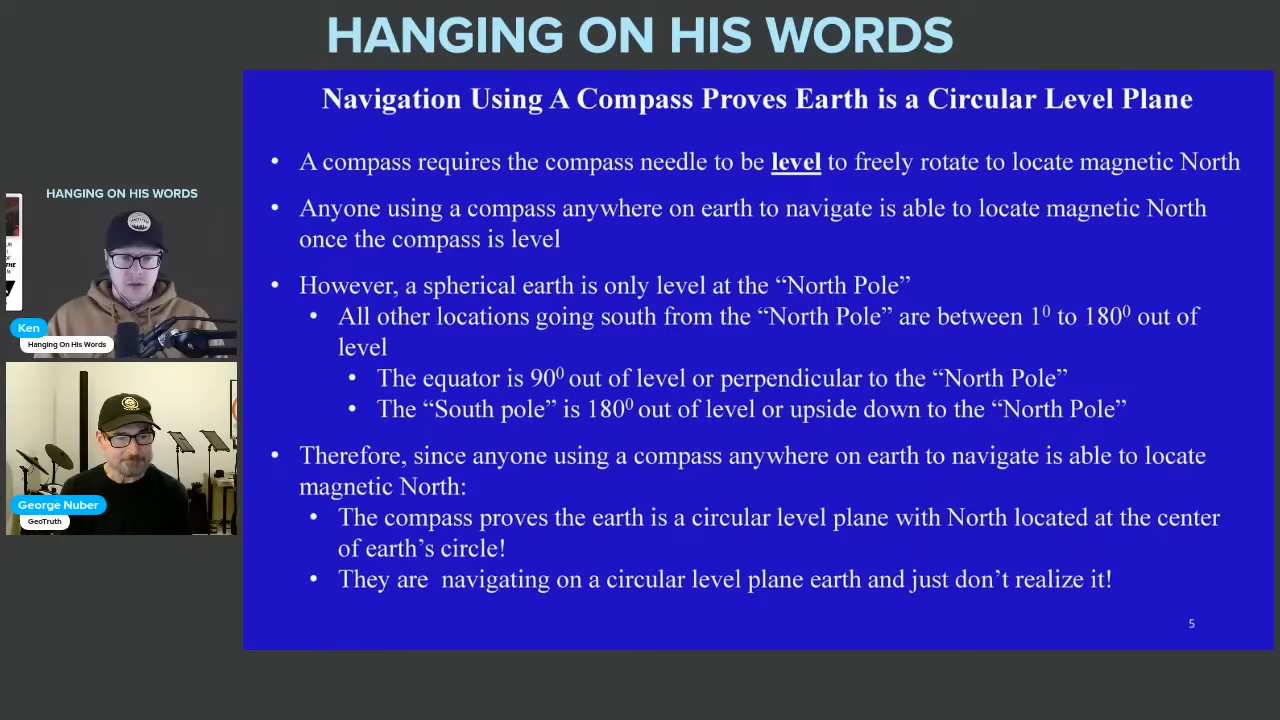 HANGING ON HIS WORDS
Navigation Using A Compass Proves Earth is a Circular Level Plane
• A compass requires the compass needle to be level to freely rotate to locate magnetic North
• Anyone using a compass anywhere on earth to navigate is able to locate magnetic North
once the compass is level
• However, a spherical earth is only level at the “North Pole”
• All other locations going south from the “North Pole” are between 1⁰ to 180⁰ out of
level
• The equator is 90⁰ out of level or perpendicular to the “North Pole”
• The “South pole” is 180⁰ out of level or upside down to the “North Pole”
• Therefore, since anyone using a compass anywhere on earth to navigate is able to locate
magnetic North:
• The compass proves the earth is a circular level plane with North located at the center
of earth’s circle!
• They are navigating on a circular level plane earth and just don’t realize it!
5
HANGING ON HIS WORDS
Ken
Hanging On His Words
George Nuber
GeoTruth